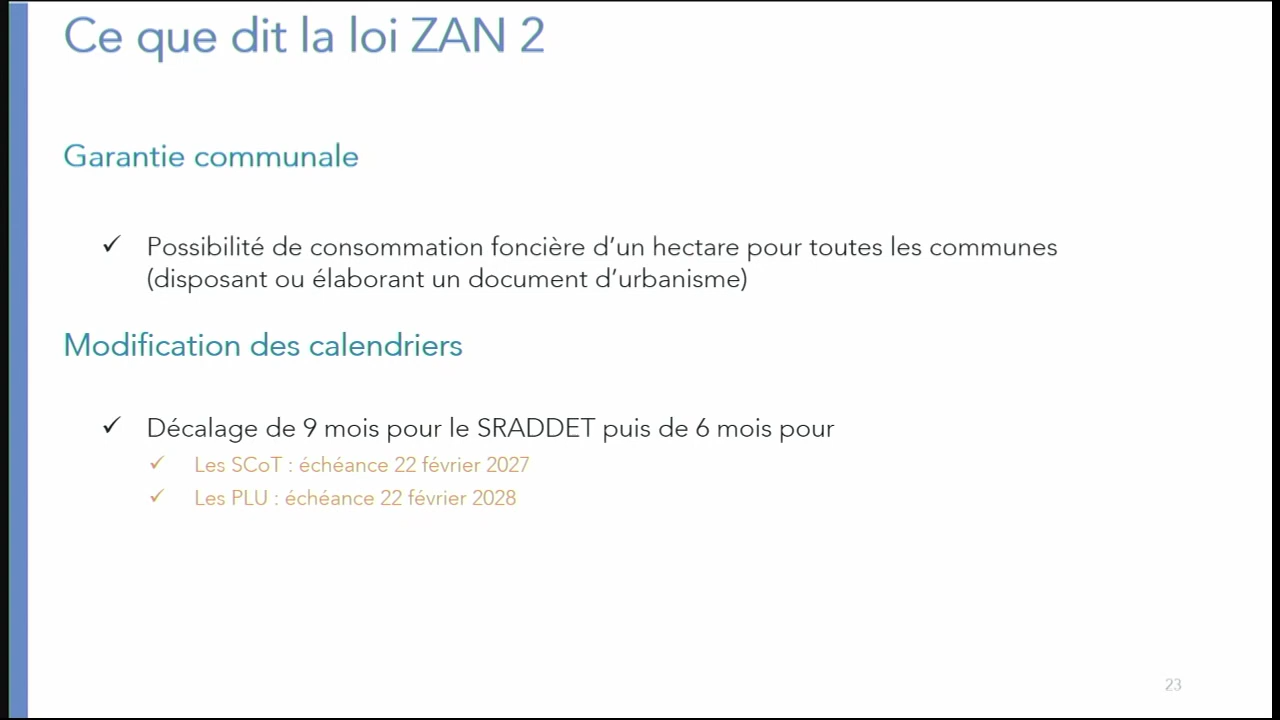 Ce que dit la loi ZAN 2
Garantie communale
✓ Possibilité de consommation foncière d’un hectare pour toutes les communes
(disposant ou élaborant un document d’urbanisme)
Modification des calendriers
✓ Décalage de 9 mois pour le SRADDET puis de 6 mois pour
✓ Les SCoT : échéance 22 février 2027
✓ Les PLU : échéance 22 février 2028
23